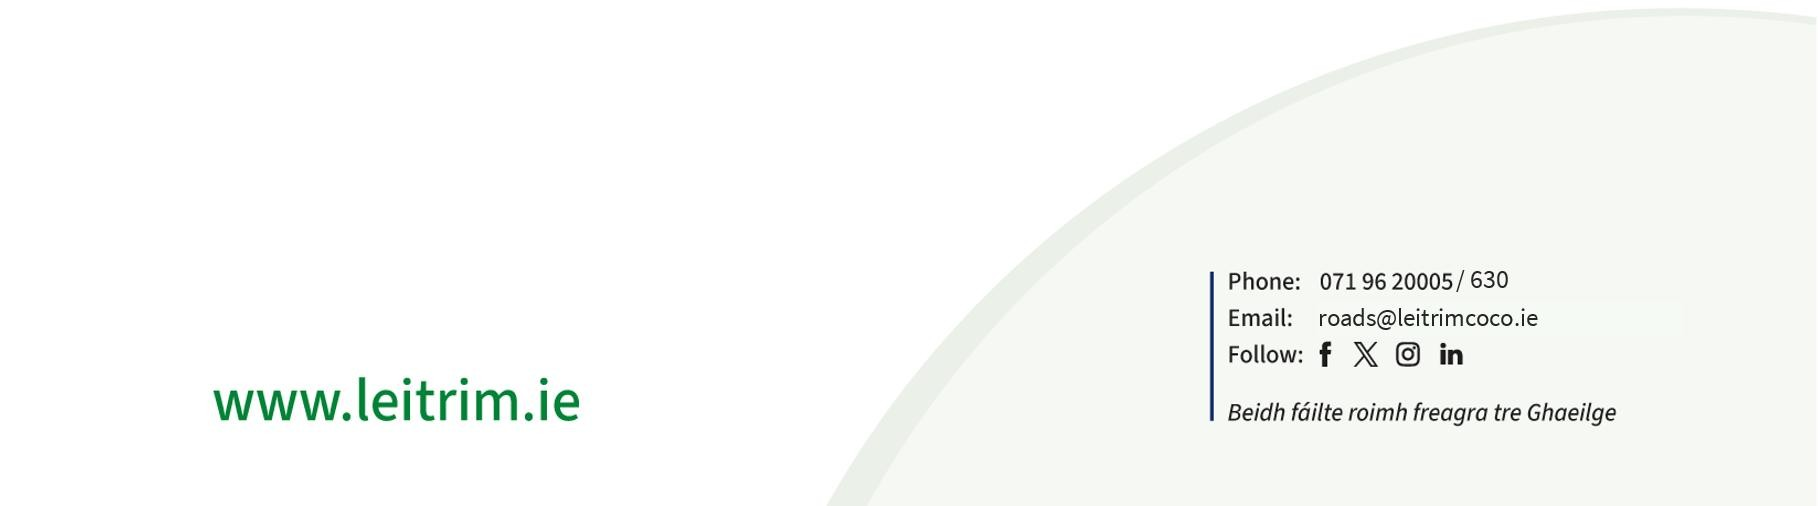 www.leitrim.ie
Phone: 071 96 20005 / 630
Email: roads@leitrimcoco.ie
Follow:
Beidh fáilte roimh freagra tre Ghaeilge